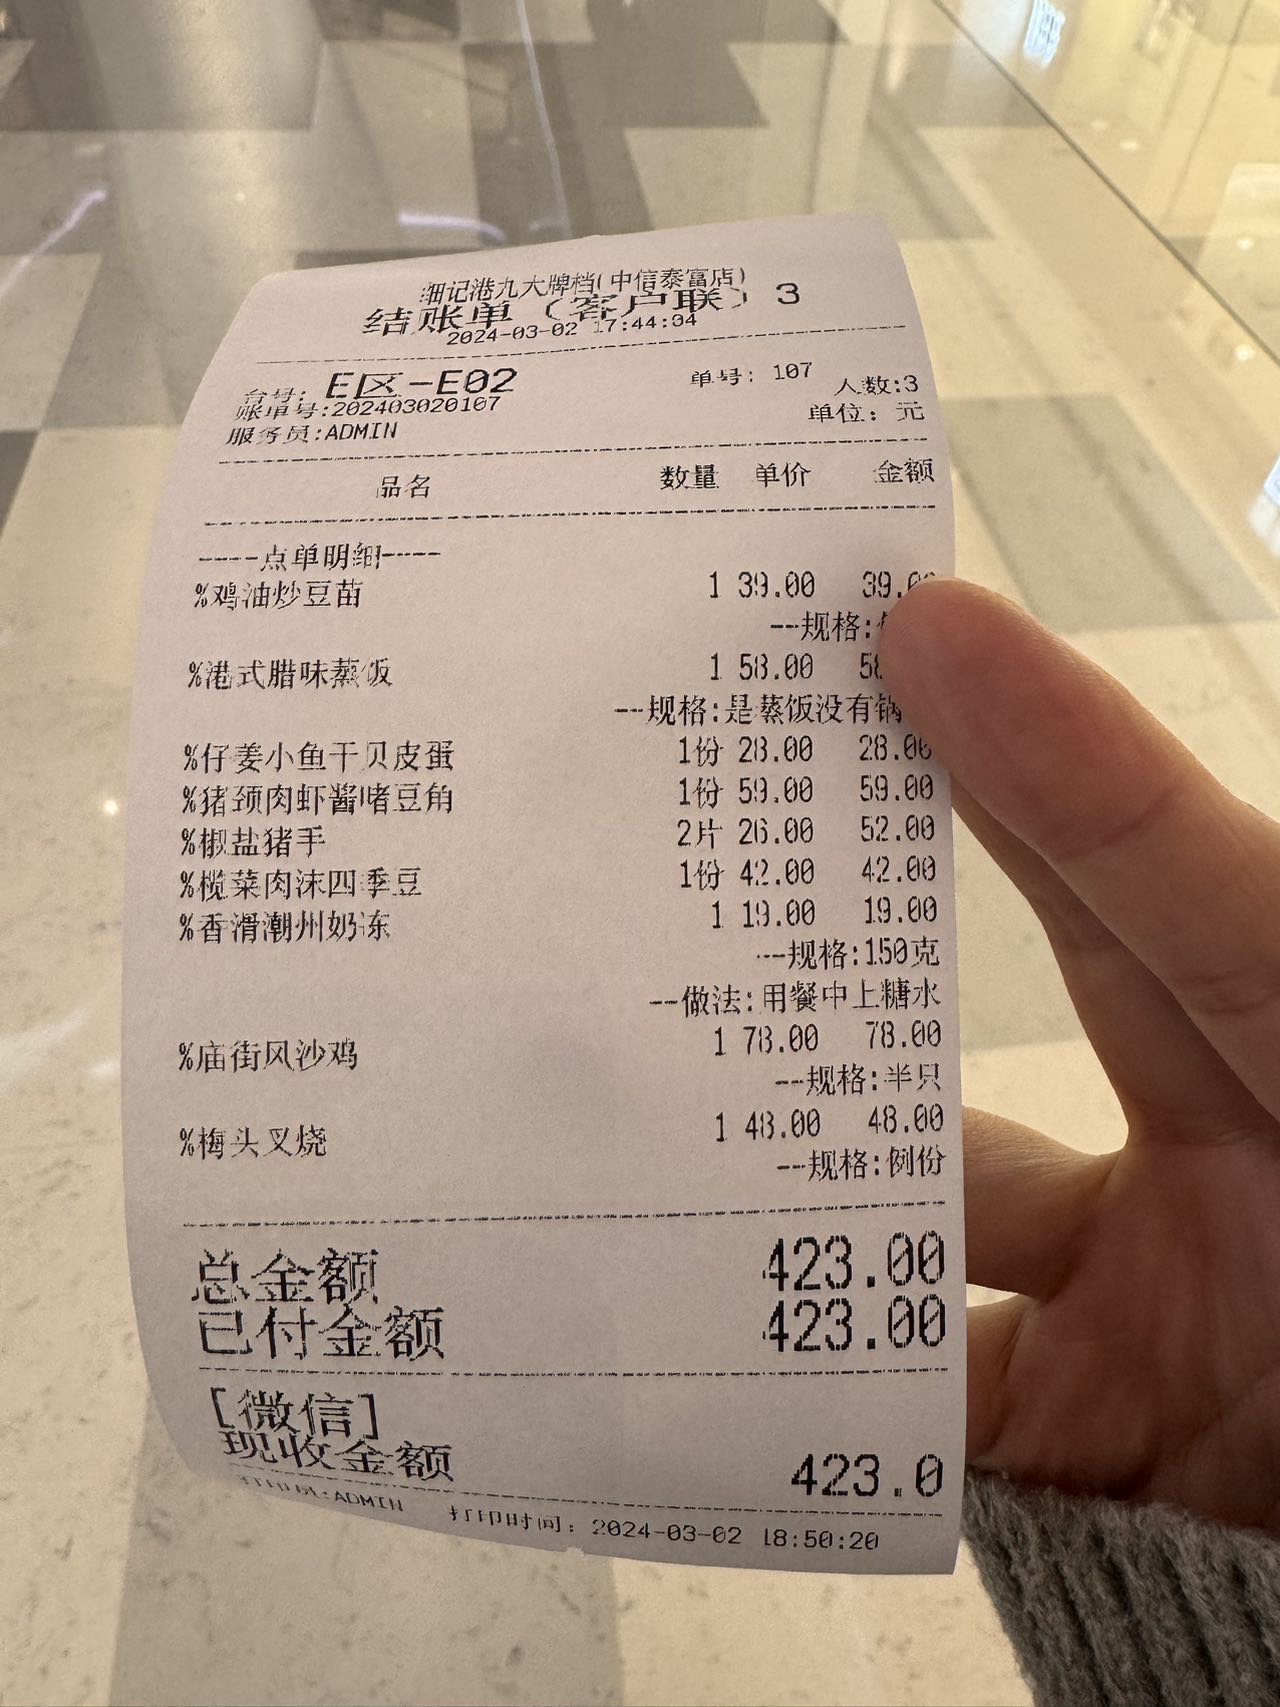 细记港九大牌档(中信泰富店)
结账单（客户联）3
2024-03-02 17:44:04
台号: E区-E02 单号: 107 人数:3
账单号:202403020107 单位: 元
服务员:ADMIN
品名 数量 单价 金额
----点单明细----
%鸡油炒豆苗 1 39.00 39.0
--规格:
%港式腊味蒸饭 1 58.00 58
--规格:是蒸饭没有锅
%仔姜小鱼干贝皮蛋 1份 28.00 28.00
%猪颈肉虾酱啫豆角 1份 59.00 59.00
%椒盐猪手 2片 26.00 52.00
%榄菜肉沫四季豆 1份 42.00 42.00
%香滑潮州奶冻 1 19.00 19.00
--规格:150克
--做法:用餐中上糖水
%庙街风沙鸡 1 78.00 78.00
--规格:半只
%梅头叉烧 1 48.00 48.00
--规格:例份
总金额 423.00
已付金额 423.00
[微信]
现收金额 423.0
:ADMIN 打印时间: 2024-03-02 18:50:20